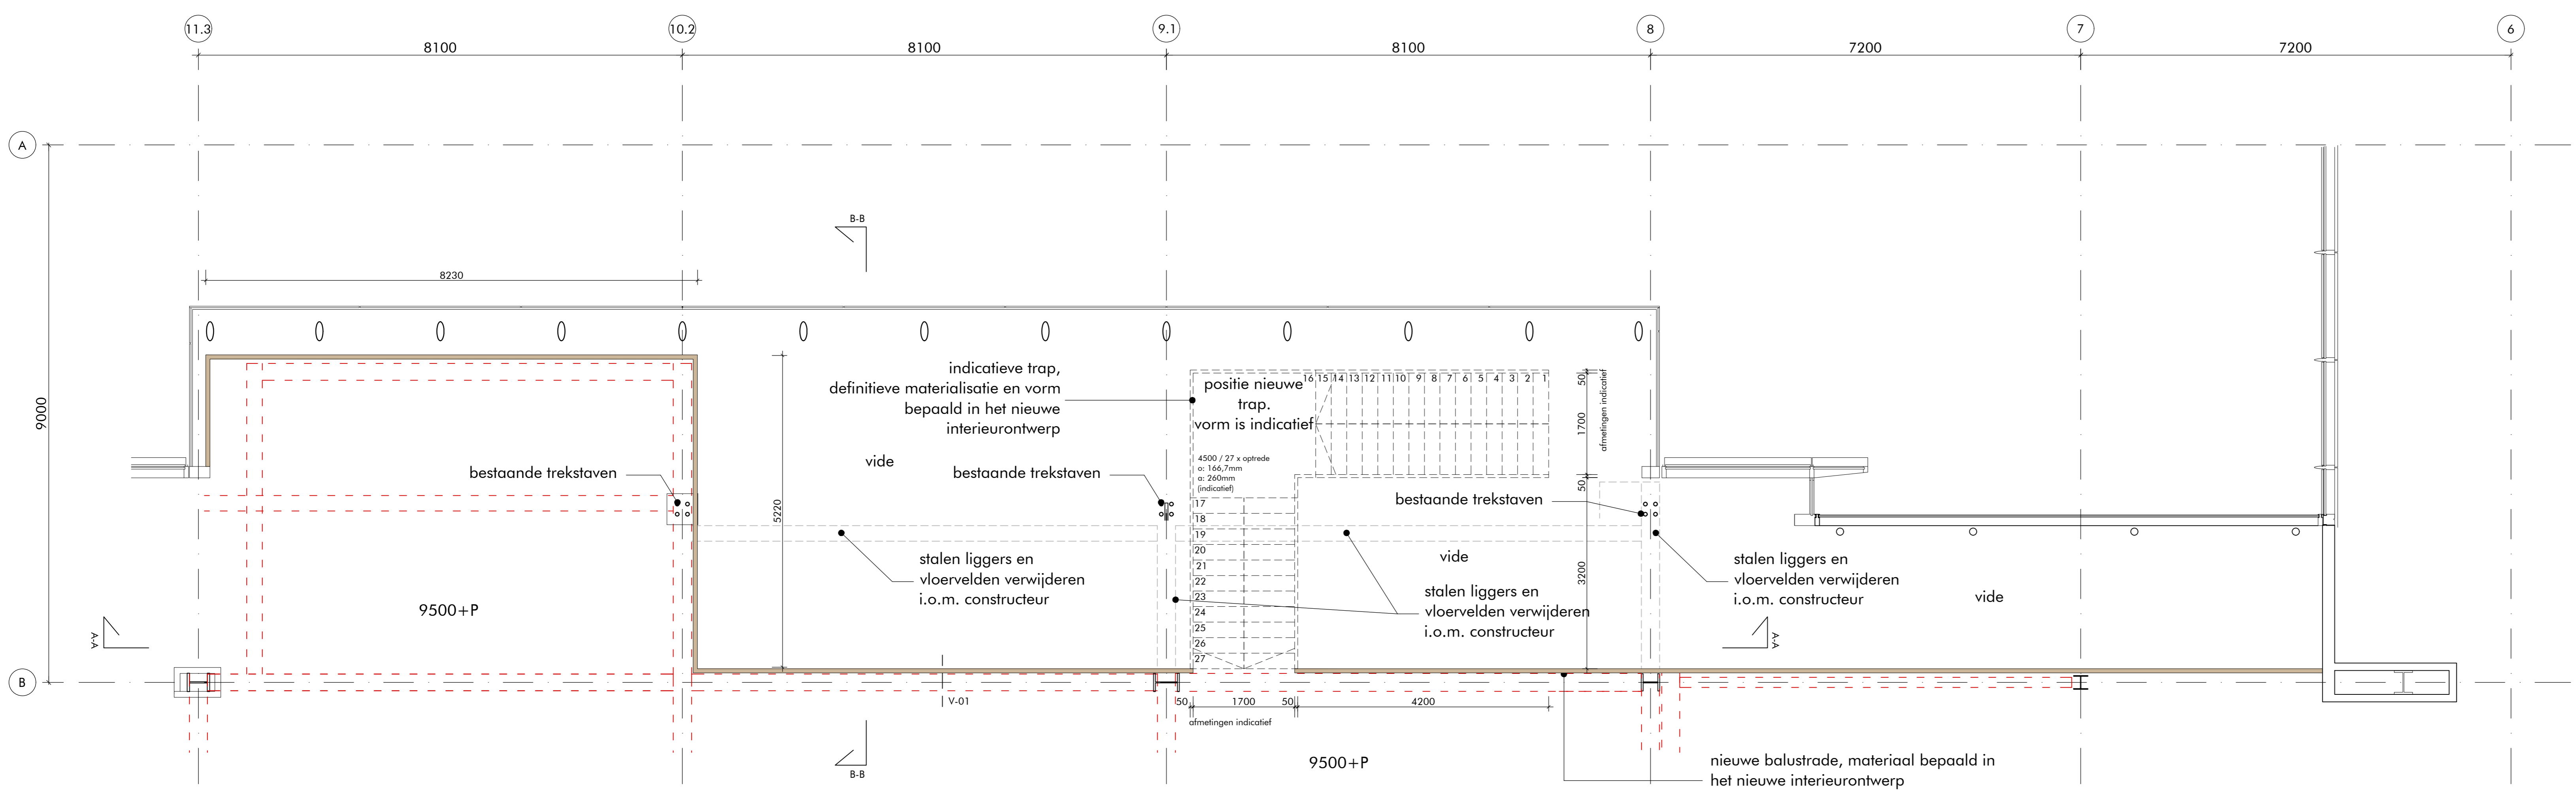 11.3
10.2
9.1
8
7
6
8100
8100
8100
7200
7200
A
9000
B
B-B
8230
indicatieve trap,
definitieve materialisatie en vorm
bepaald in het nieuwe
interieurontwerp
positie nieuwe
trap.
vorm is indicatief
16 15 14 13 12 11 10 9 8 7 6 5 4 3 2 1
50
1700
afmetingen indicatief
50
3200
4500 / 27 x optrede
o: 166,7mm
a: 260mm
(indicatief)
vide
bestaande trekstaven
bestaande trekstaven
bestaande trekstaven
5220
17
18
19
20
21
22
23
24
25
26
27
stalen liggers en
vloervelden verwijderen
i.o.m. constructeur
vide
stalen liggers en
vloervelden verwijderen
i.o.m. constructeur
stalen liggers en
vloervelden verwijderen
i.o.m. constructeur
vide
9500+P
A-A
A-A
V-01
50
1700
50
4200
afmetingen indicatief
B-B
9500+P
nieuwe balustrade, materiaal bepaald in
het nieuwe interieurontwerp